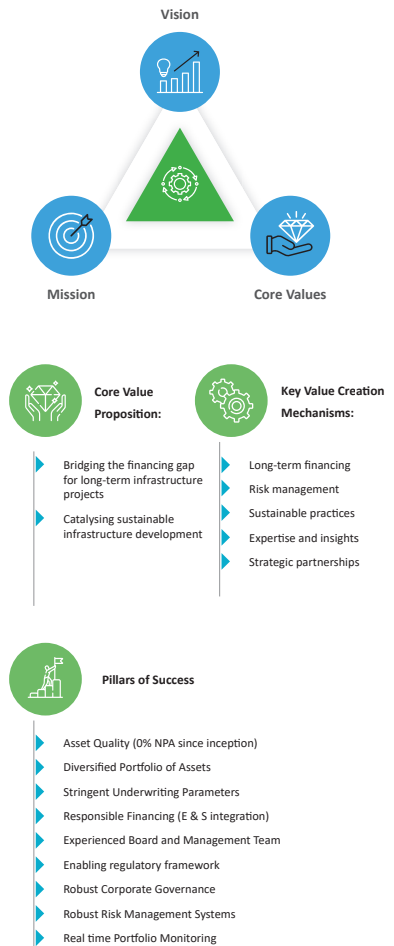 Vision
Mission
Core Values
Core Value
Proposition:
Bridging the financing gap
for long-term infrastructure
projects
Catalysing sustainable
infrastructure development
Key Value Creation
Mechanisms:
Long-term financing
Risk management
Sustainable practices
Expertise and insights
Strategic partnerships
Pillars of Success
Asset Quality (0% NPA since inception)
Diversified Portfolio of Assets
Stringent Underwriting Parameters
Responsible Financing (E & S integration)
Experienced Board and Management Team
Enabling regulatory framework
Robust Corporate Governance
Robust Risk Management Systems
Real time Portfolio Monitoring